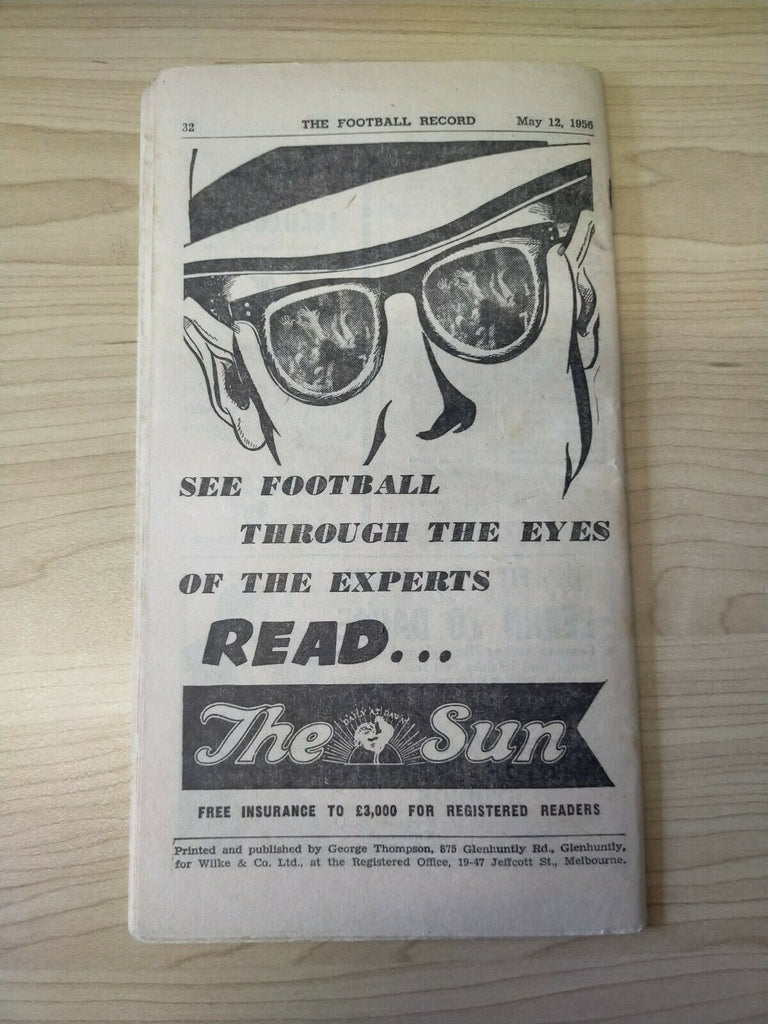 32 THE FOOTBALL RECORD May 12, 1956
SEE FOOTBALL
THROUGH THE EYES
OF THE EXPERTS
READ...
DAILY AT DAWN
The Sun
FREE INSURANCE TO £3,000 FOR REGISTERED READERS
Printed and published by George Thompson, 875 Glenhuntly Rd., Glenhuntly,
for Wilke & Co. Ltd., at the Registered Office, 19-47 Jeffcott St., Melbourne.